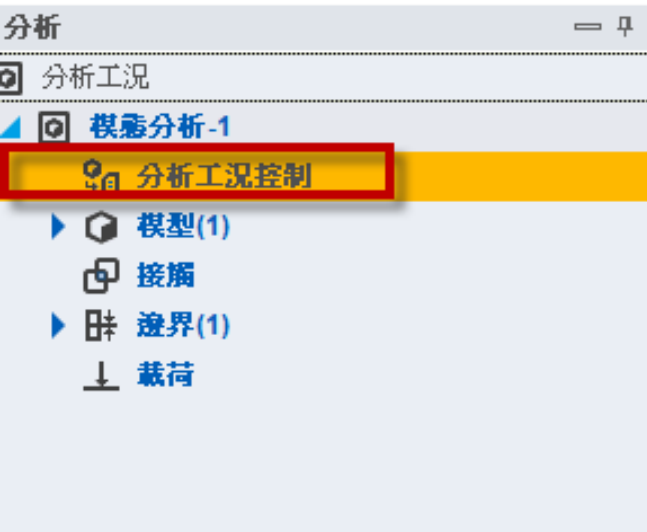 分析
分析工況
模態分析-1
分析工況控制
模型(1)
接觸
邊界(1)
載荷